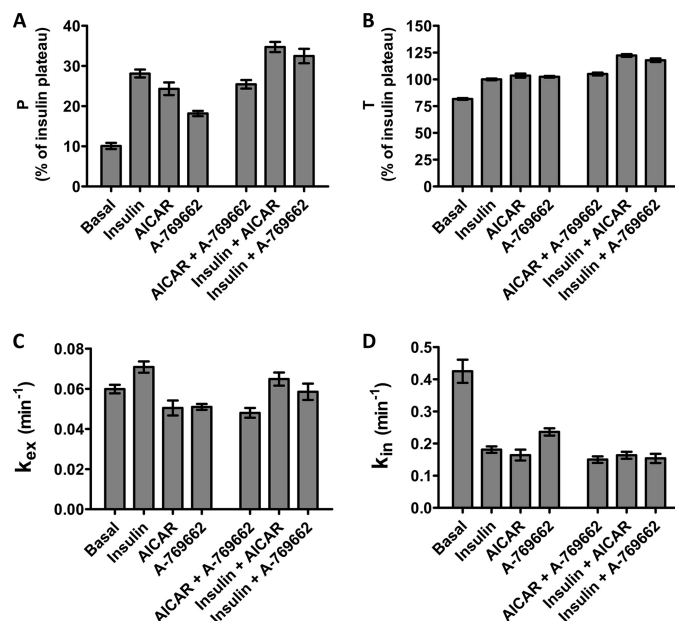 A
P
(% of insulin plateau)
40
30
20
10
0
Basal
Insulin
AICAR
A-769662
AICAR + A-769662
Insulin + AICAR
Insulin + A-769662
B
T
(% of insulin plateau)
150
125
100
75
50
25
0
Basal
Insulin
AICAR
A-769662
AICAR + A-769662
Insulin + AICAR
Insulin + A-769662
C
kex (min-1)
0.08
0.06
0.04
0.02
0.00
Basal
Insulin
AICAR
A-769662
AICAR + A-769662
Insulin + AICAR
Insulin + A-769662
D
kin (min-1)
0.5
0.4
0.3
0.2
0.1
0.0
Basal
Insulin
AICAR
A-769662
AICAR + A-769662
Insulin + AICAR
Insulin + A-769662